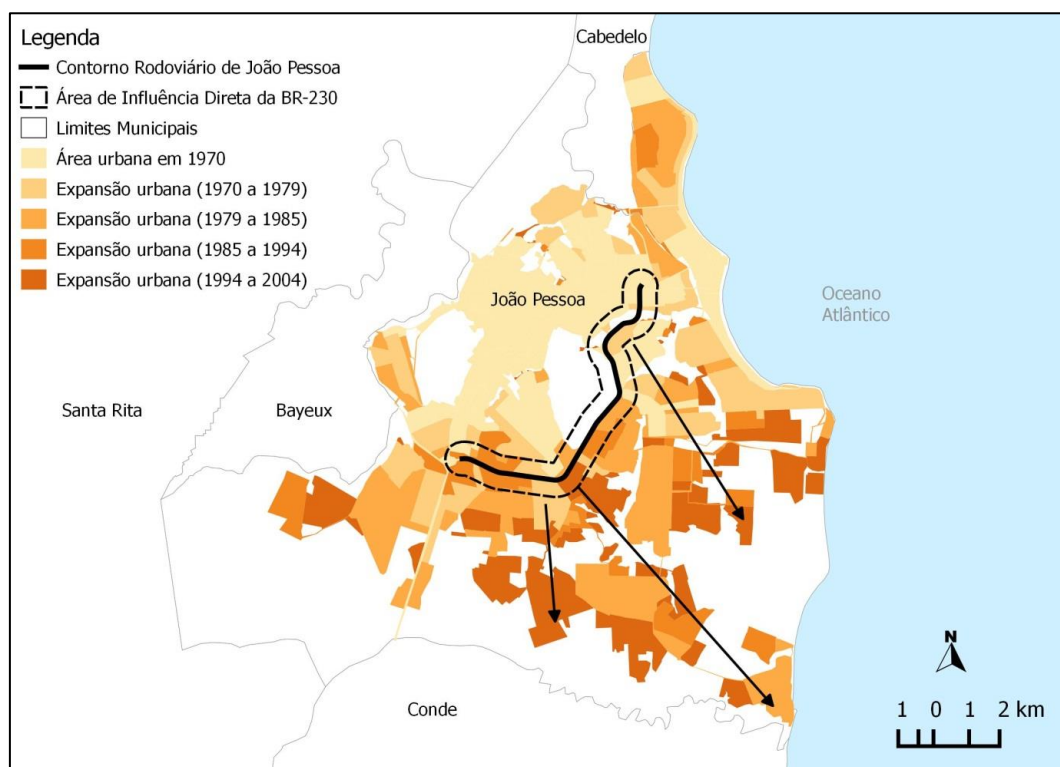 Legenda
Contorno Rodoviário de João Pessoa
Área de Influência Direta da BR-230
Limites Municipais
Área urbana em 1970
Expansão urbana (1970 a 1979)
Expansão urbana (1979 a 1985)
Expansão urbana (1985 a 1994)
Expansão urbana (1994 a 2004)
Cabedelo
João Pessoa
Oceano
Atlântico
Santa Rita
Bayeux
Conde
N
1 0 1 2 km